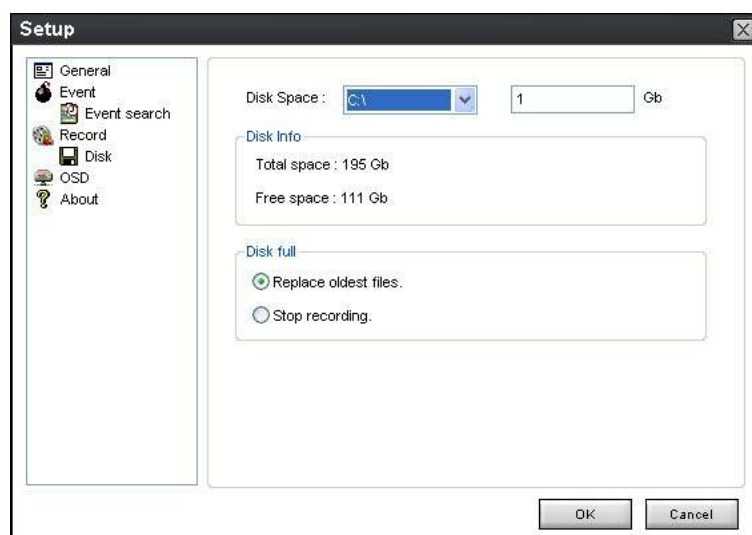 Setup
General
Event
Event search
Record
Disk
OSD
About
Disk Space : C:\ 1 Gb
Disk Info
Total space : 195 Gb
Free space : 111 Gb
Disk full
Replace oldest files.
Stop recording.
OK Cancel